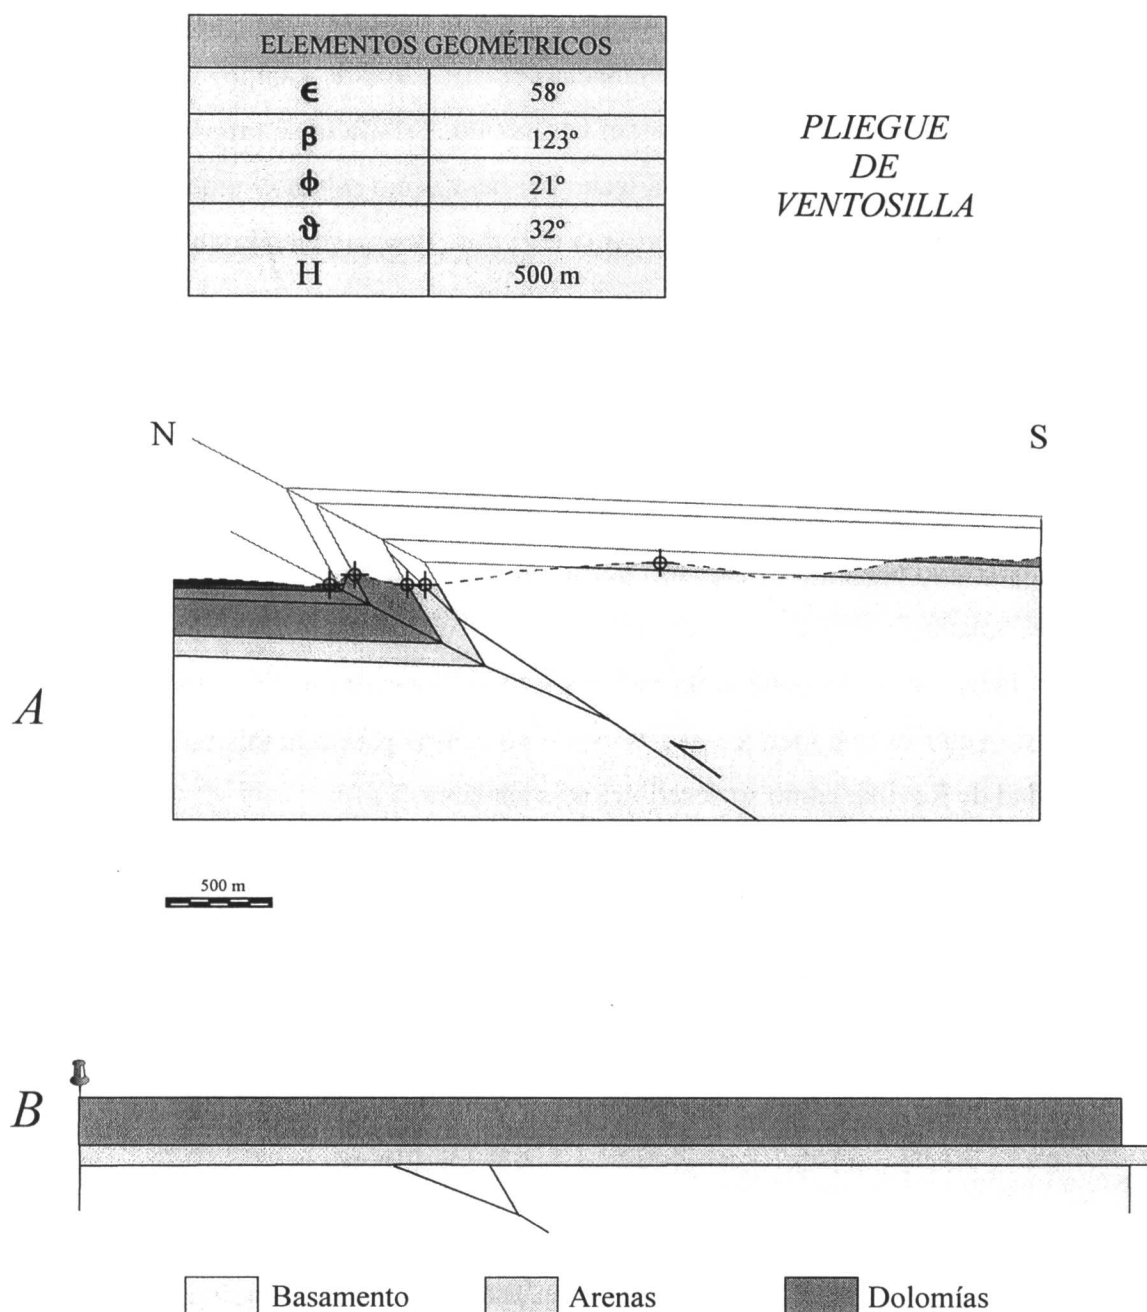 ELEMENTOS GEOMÉTRICOS
ϵ 58º
β 123º
ϕ 21º
ϑ 32º
H 500 m
PLIEGUE
DE
VENTOSILLA
N S
A
500 m
B
Basamento Arenas Dolomías